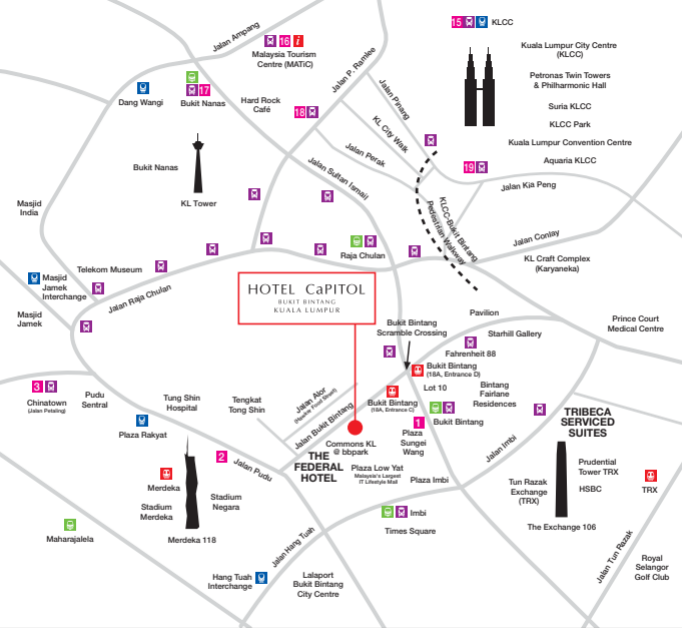 15
KLCC
Jalan Ampang
16
i
Malaysia Tourism
Centre (MATiC)
Kuala Lumpur City Centre
(KLCC)
Petronas Twin Towers
& Philharmonic Hall
Suria KLCC
KLCC Park
Kuala Lumpur Convention Centre
Aquaria KLCC
19
Jalan P. Ramlee
Jalan Pinang
KL City Walk
Jalan Perak
Dang Wangi
17
Bukit Nanas
Hard Rock
Café
18
Jalan Sultan Ismail
Jalan Kia Peng
Bukit Nanas
KL Tower
KLCC-Bukit Bintang
Pedestrian Walkway
Jalan Conlay
KL Craft Complex
(Karyaneka)
Masjid
India
Raja Chulan
Telekom Museum
Masjid
Jamek
Interchange
Jalan Raja Chulan
Masjid
Jamek
HOTEL CaPITOL
BUKIT BINTANG
KUALA LUMPUR
Bukit Bintang
Scramble Crossing
Pavilion
Starhill Gallery
Prince Court
Medical Centre
Fahrenheit 88
Bukit Bintang
(18A, Entrance D)
Lot 10
Bintang
Fairlane
Residences
3
Chinatown
(Jalan Petaling)
Pudu
Sentral
Tung Shin
Hospital
Tengkat
Tong Shin
Jalan Alor
Jalan Bukit Bintang
Bukit Bintang
(18A, Entrance C)
Bukit Bintang
1
Plaza
Sungei
Wang
TRIBECA
SERVICED
SUITES
Plaza Rakyat
Commons KL
@ bbpark
THE
FEDERAL
HOTEL
Plaza Low Yat
Malaysia's Largest
IT Lifestyle Mall
Plaza Imbi
Jalan Imbi
2
Jalan Pudu
Merdeka
Stadium
Merdeka
Stadium
Negara
Merdeka 118
Maharajalela
Prudential
Tower TRX
HSBC
Tun Razak
Exchange
(TRX)
TRX
The Exchange 106
Imbi
Times Square
Jalan Hang Tuah
Hang Tuah
Interchange
Lalaport
Bukit Bintang
City Centre
Jalan Tun Razak
Royal
Selangor
Golf Club